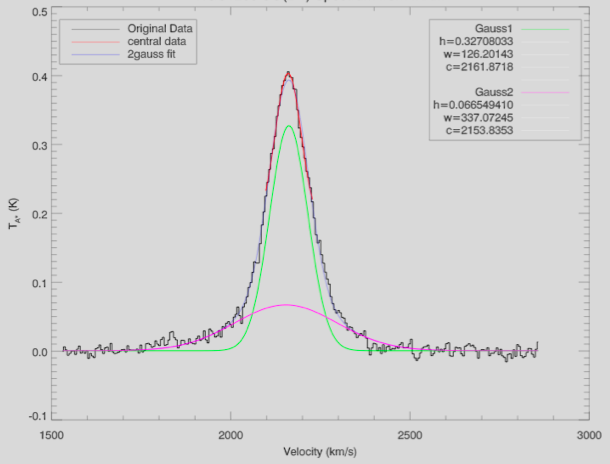 0.5
0.4
0.3
0.2
0.1
0.0
-0.1
T_A* (K)
Original Data
central data
2gauss fit
Gauss1
h=0.32708033
w=126.20143
c=2161.8718
Gauss2
h=0.066549410
w=337.07245
c=2153.8353
1500
2000
2500
3000
Velocity (km/s)